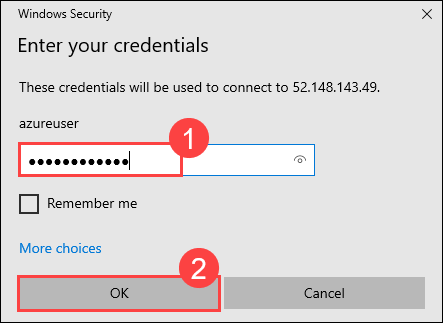 Windows Security
Enter your credentials
These credentials will be used to connect to 52.148.143.49.
azureuser
1
●●●●●●●●●●●●
Remember me
More choices
2
OK
Cancel